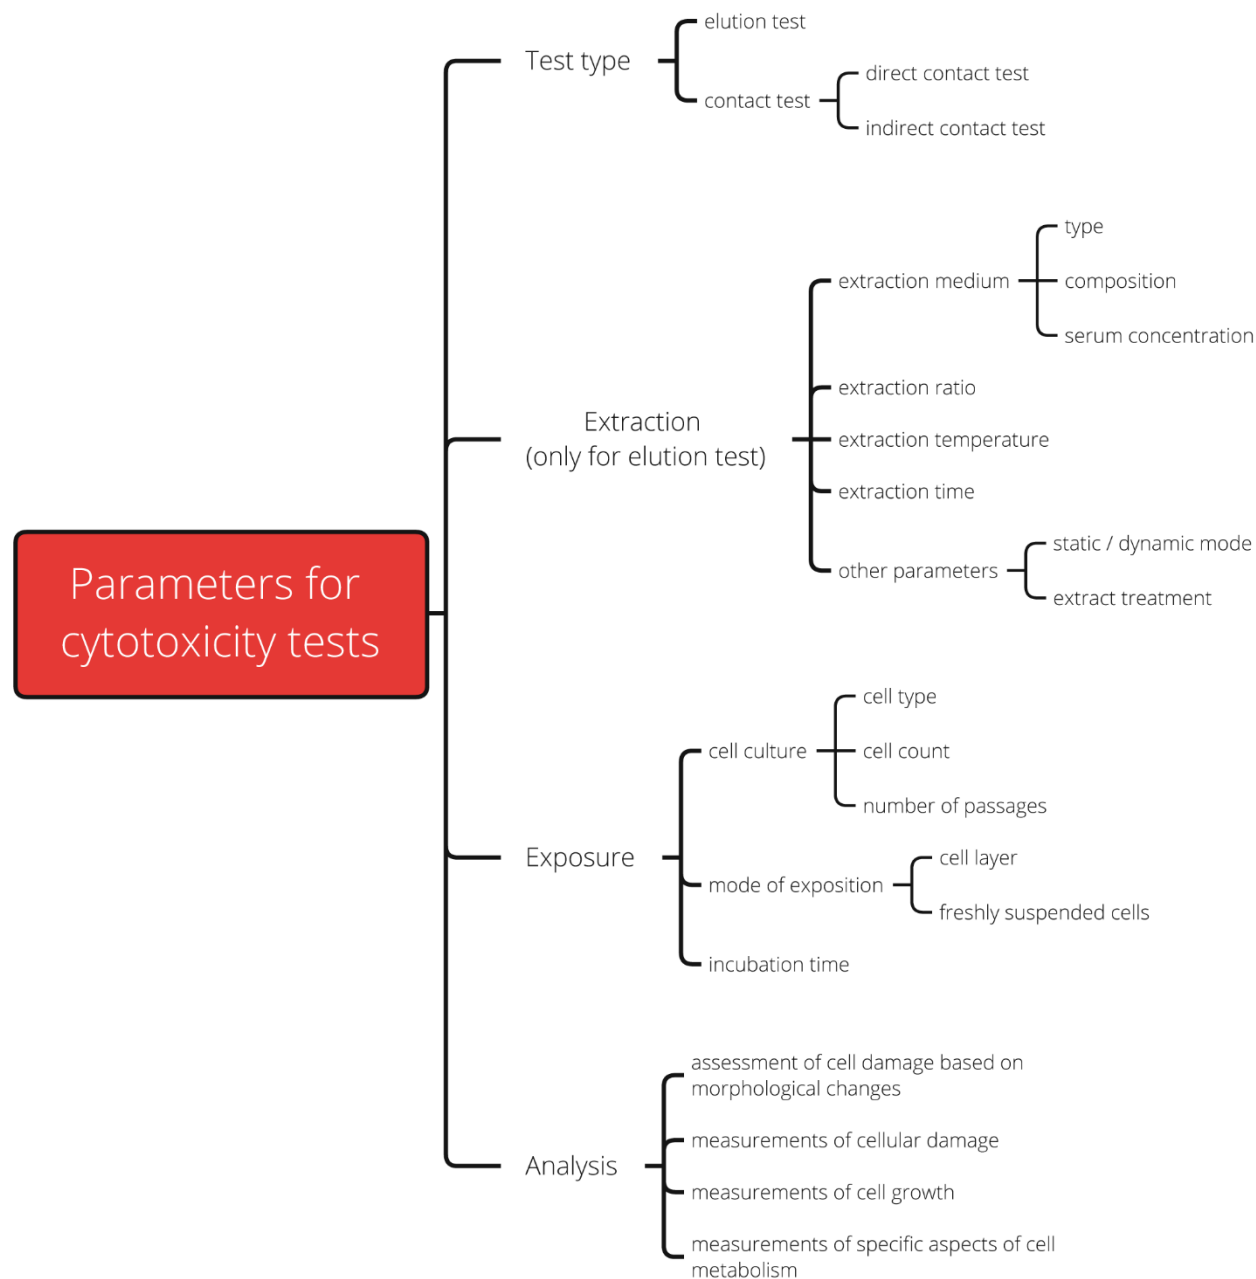 Parameters for
cytotoxicity tests
Test type
elution test
contact test
direct contact test
indirect contact test
Extraction
(only for elution test)
extraction medium
type
composition
serum concentration
extraction ratio
extraction temperature
extraction time
other parameters
static / dynamic mode
extract treatment
Exposure
cell culture
cell type
cell count
number of passages
mode of exposition
cell layer
freshly suspended cells
incubation time
Analysis
assessment of cell damage based on
morphological changes
measurements of cellular damage
measurements of cell growth
measurements of specific aspects of cell
metabolism